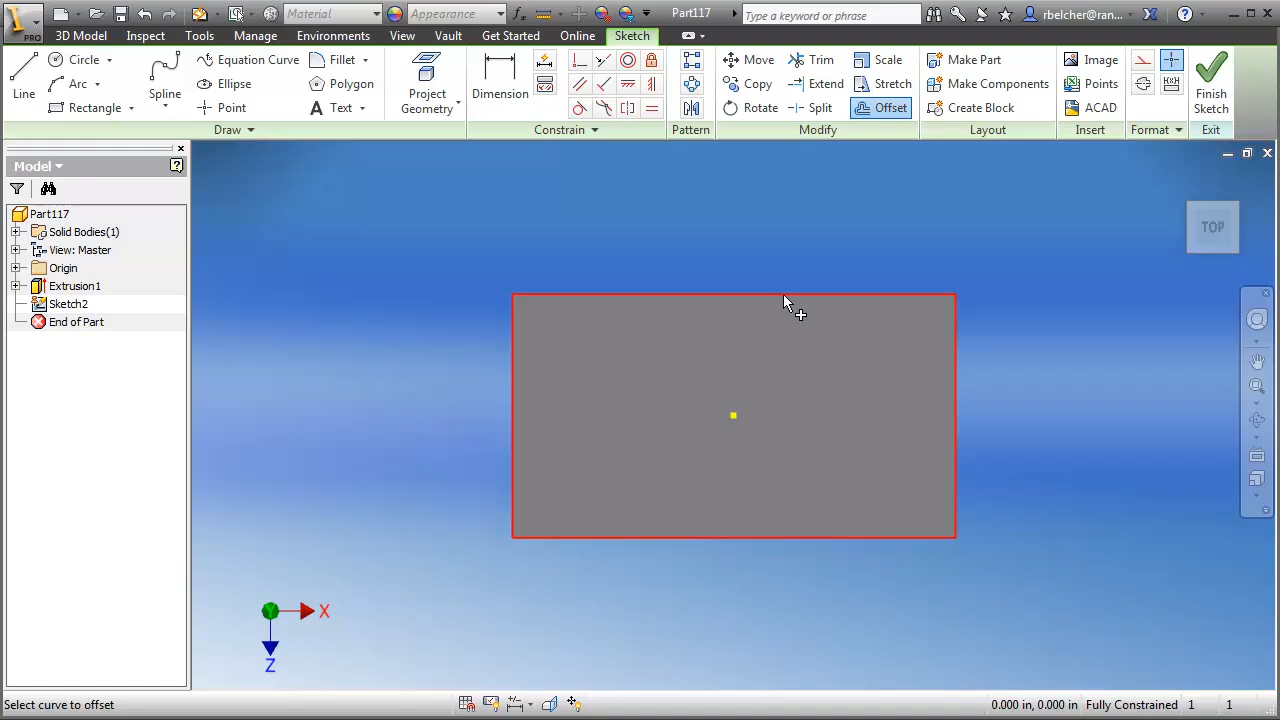 PRO
Material
Appearance
Part117
Type a keyword or phrase
rbelcher@ran...
3D Model Inspect Tools Manage Environments View Vault Get Started Online Sketch
Line
Circle
Arc
Rectangle
Spline
Equation Curve
Ellipse
Point
Fillet
Polygon
Text
Project
Geometry
Dimension
Move
Copy
Rotate
Trim
Extend
Split
Scale
Stretch
Offset
Make Part
Make Components
Create Block
Image
Points
ACAD
Finish
Sketch
Draw Constrain Pattern Modify Layout Insert Format Exit
Model
Part117
Solid Bodies(1)
View: Master
Origin
Extrusion1
Sketch2
End of Part
TOP
X
Z
Select curve to offset
0.000 in, 0.000 in Fully Constrained 1 1